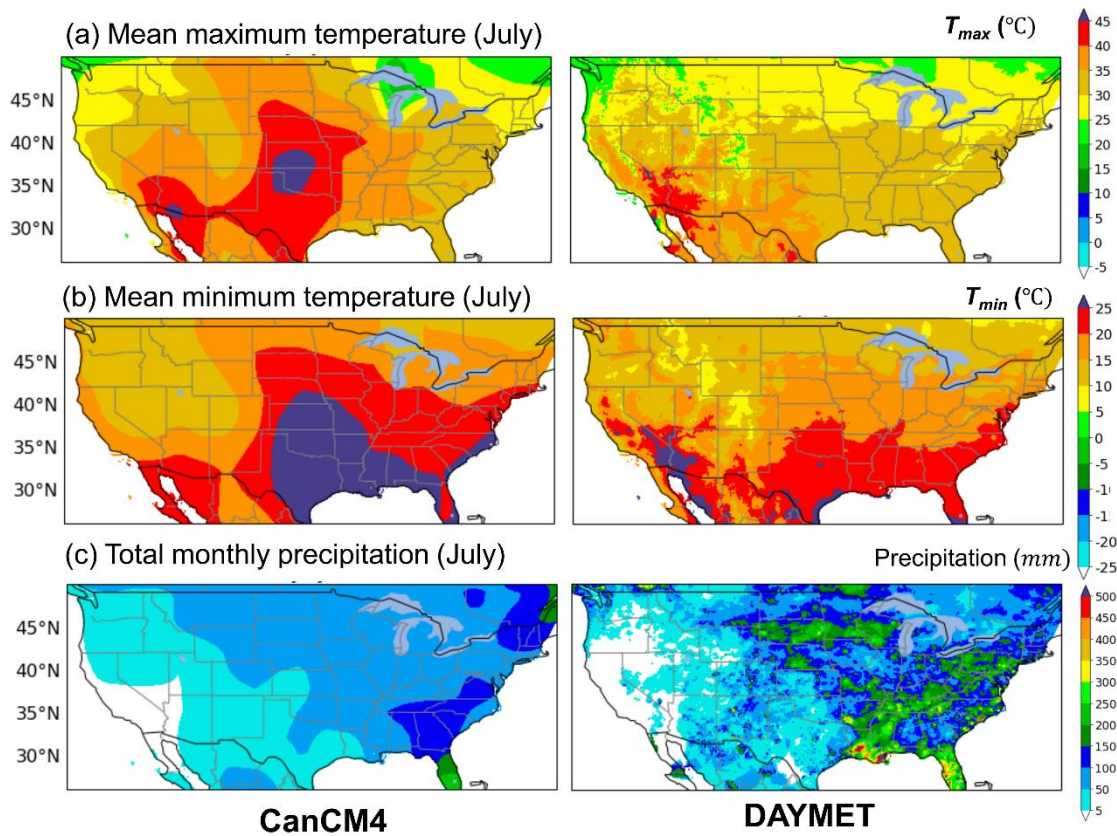 (a) Mean maximum temperature (July)
T_max (°C)
45
40
35
30
25
20
15
10
5
0
-5
45°N
40°N
35°N
30°N
(b) Mean minimum temperature (July)
T_min (°C)
25
20
15
10
5
0
-5
-10
-15
-20
-25
45°N
40°N
35°N
30°N
(c) Total monthly precipitation (July)
Precipitation (mm)
500
450
400
350
300
250
200
150
100
50
5
45°N
40°N
35°N
30°N
CanCM4
DAYMET